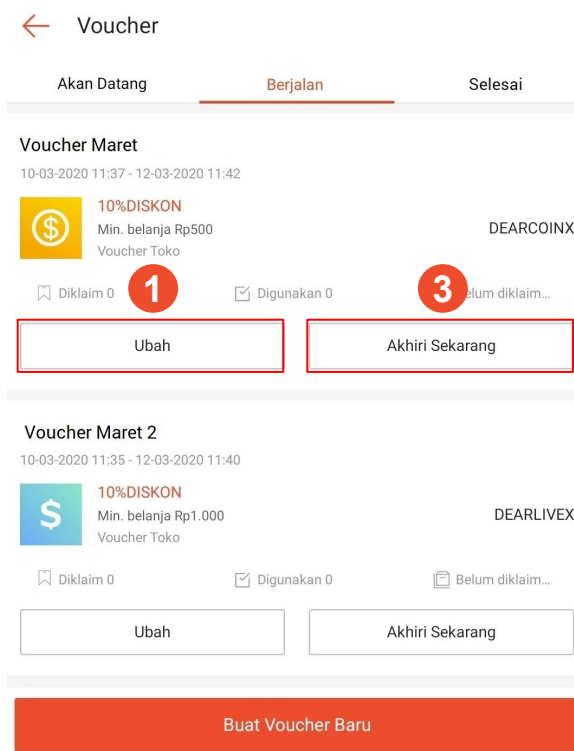 Voucher
Akan Datang Berjalan Selesai
Voucher Maret
10-03-2020 11:37 - 12-03-2020 11:42
10%DISKON
Min. belanja Rp500
DEARCOINX
Voucher Toko
Diklaim 0 1 Digunakan 0 3 elum diklaim...
Ubah Akhiri Sekarang
Voucher Maret 2
10-03-2020 11:35 - 12-03-2020 11:40
10%DISKON
Min. belanja Rp1.000
DEARLIVEX
Voucher Toko
Diklaim 0 Digunakan 0 Belum diklaim...
Ubah Akhiri Sekarang
Buat Voucher Baru